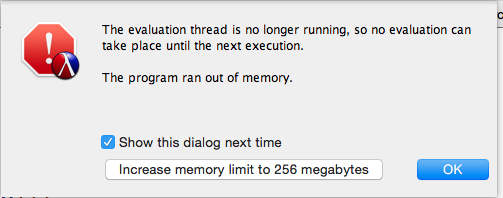 The evaluation thread is no longer running, so no evaluation can
take place until the next execution.
The program ran out of memory.
Show this dialog next time
Increase memory limit to 256 megabytes
OK